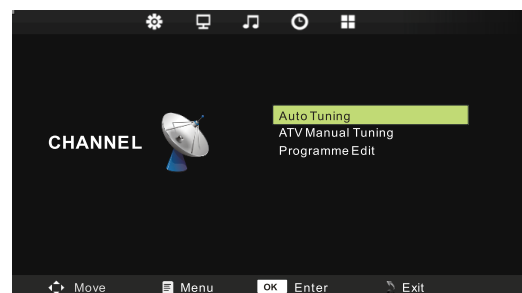 CHANNEL
Auto Tuning
ATV Manual Tuning
Programme Edit
Move Menu OK Enter Exit